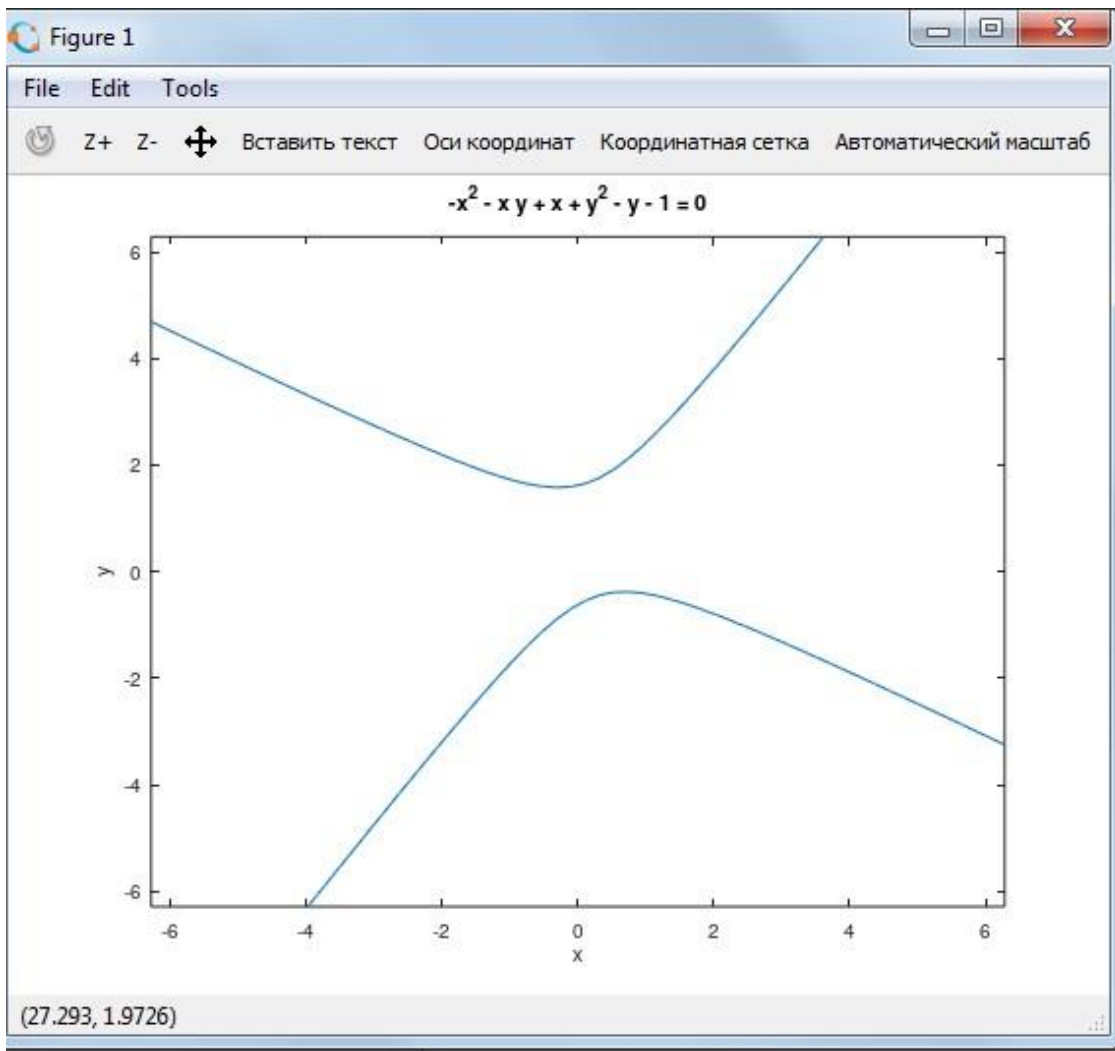 Figure 1
File Edit Tools
Z+ Z- Вставить текст Оси координат Координатная сетка Автоматический масштаб
-x² - x y + x + y² - y - 1 = 0
6
4
2
y 0
-2
-4
-6
-6 -4 -2 0 2 4 6
x
(27.293, 1.9726)